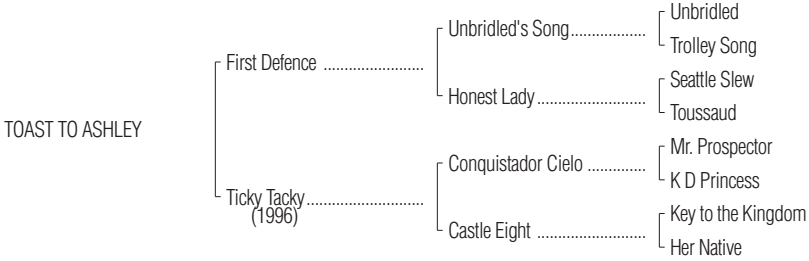 Unbridled
Unbridled's Song..................
Trolley Song
First Defence ........................
Seattle Slew
Honest Lady..........................
Toussaud
TOAST TO ASHLEY
Mr. Prospector
Conquistador Cielo ..............
K D Princess
Ticky Tacky............................
(1996)
Key to the Kingdom
Castle Eight ..........................
Her Native